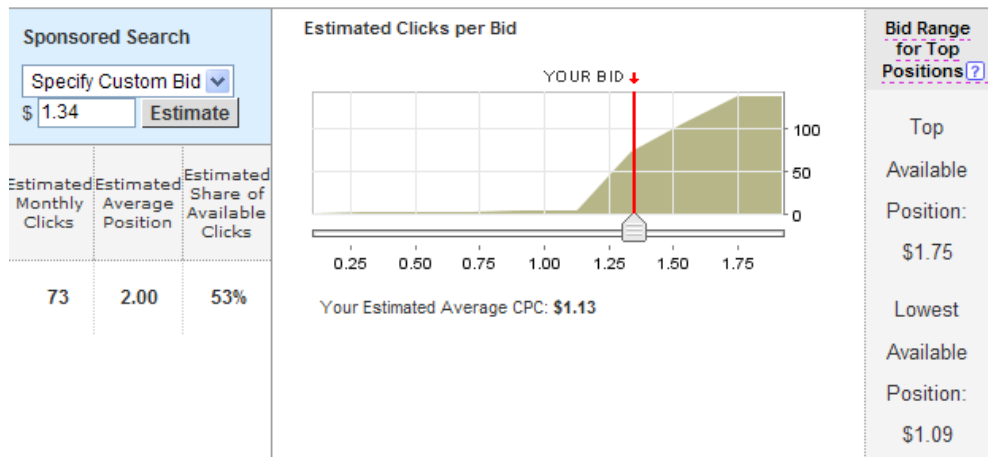 Sponsored Search
Specify Custom Bid
$ 1.34 Estimate
Estimated Monthly Clicks
Estimated Average Position
Estimated Share of Available Clicks
73 2.00 53%
Estimated Clicks per Bid
YOUR BID
100
50
0
0.25 0.50 0.75 1.00 1.25 1.50 1.75
Your Estimated Average CPC: $1.13
Bid Range
for Top
Positions ?
Top
Available
Position:
$1.75
Lowest
Available
Position:
$1.09